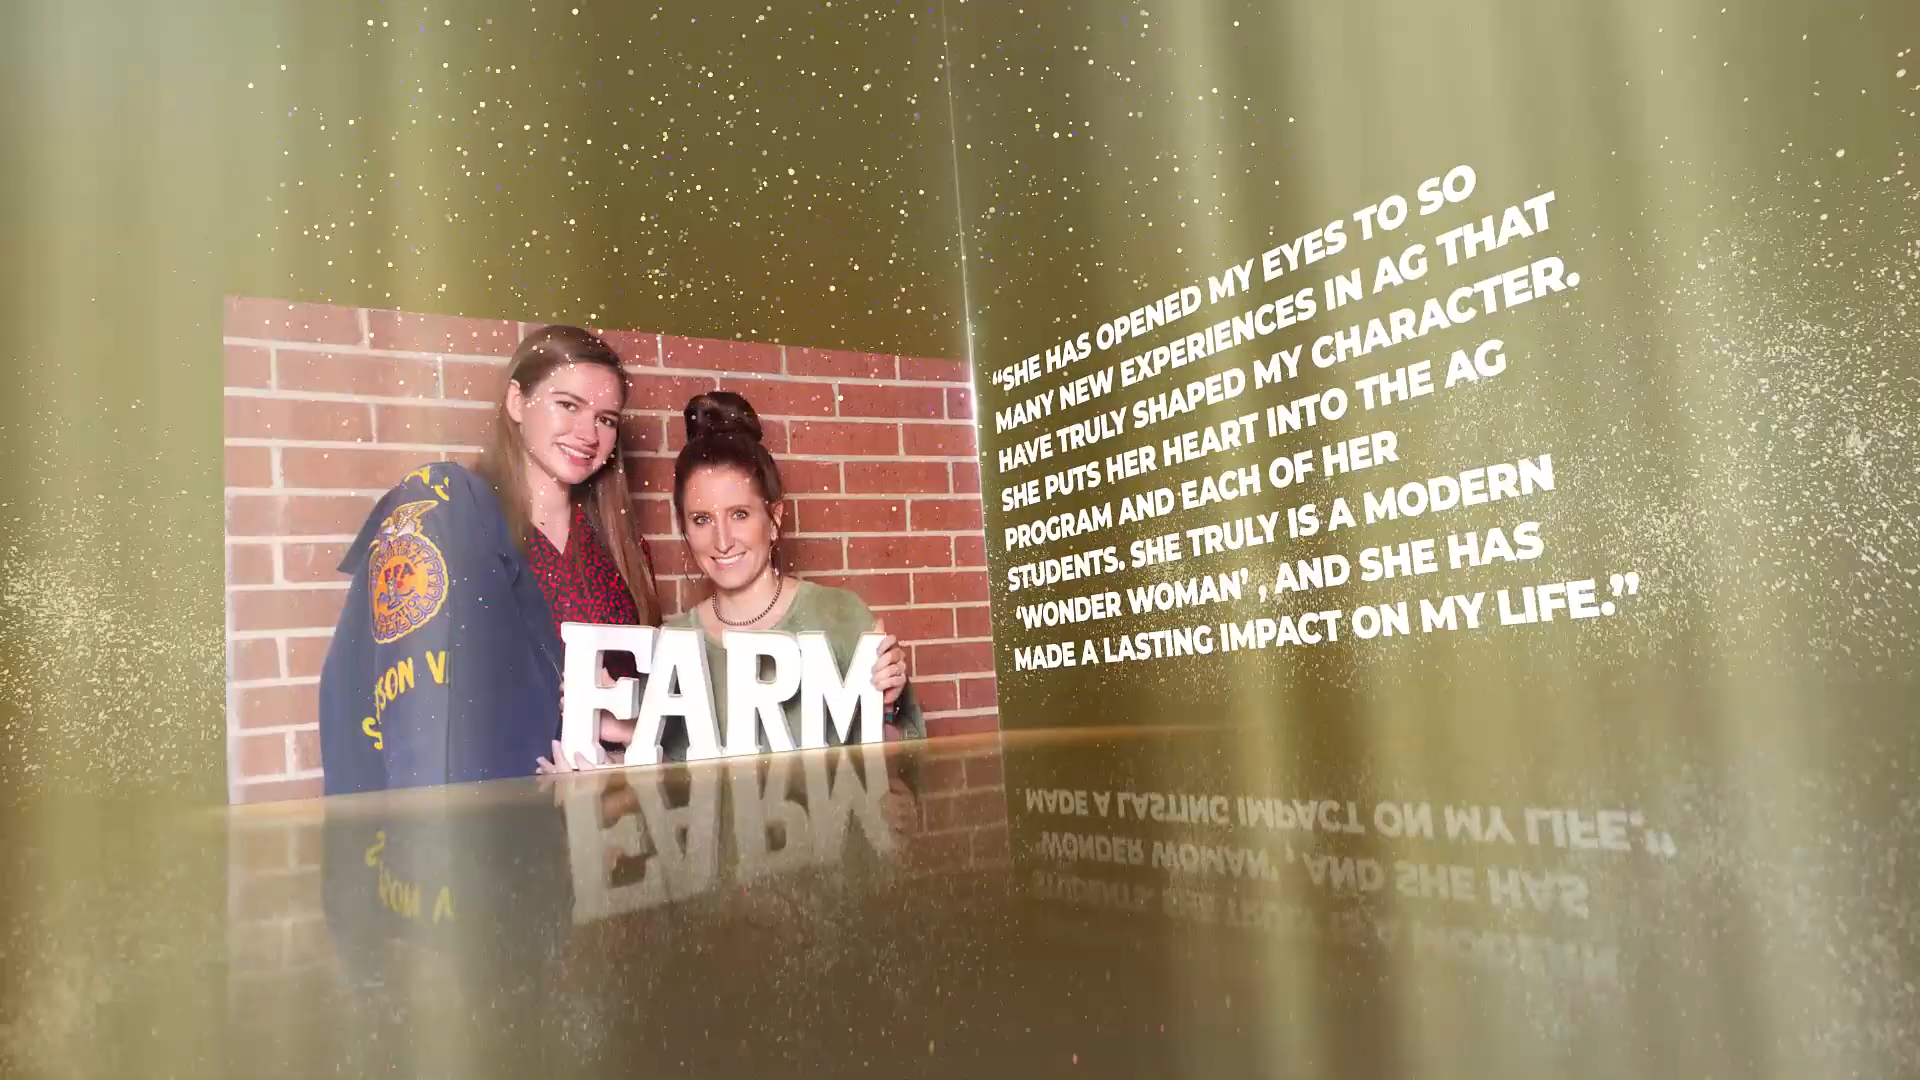 FFA
SON V
FARM
“SHE HAS OPENED MY EYES TO SO
MANY NEW EXPERIENCES IN AG THAT
HAVE TRULY SHAPED MY CHARACTER.
SHE PUTS HER HEART INTO THE AG
PROGRAM AND EACH OF HER
STUDENTS. SHE TRULY IS A MODERN
‘WONDER WOMAN’ , AND SHE HAS
MADE A LASTING IMPACT ON MY LIFE.”